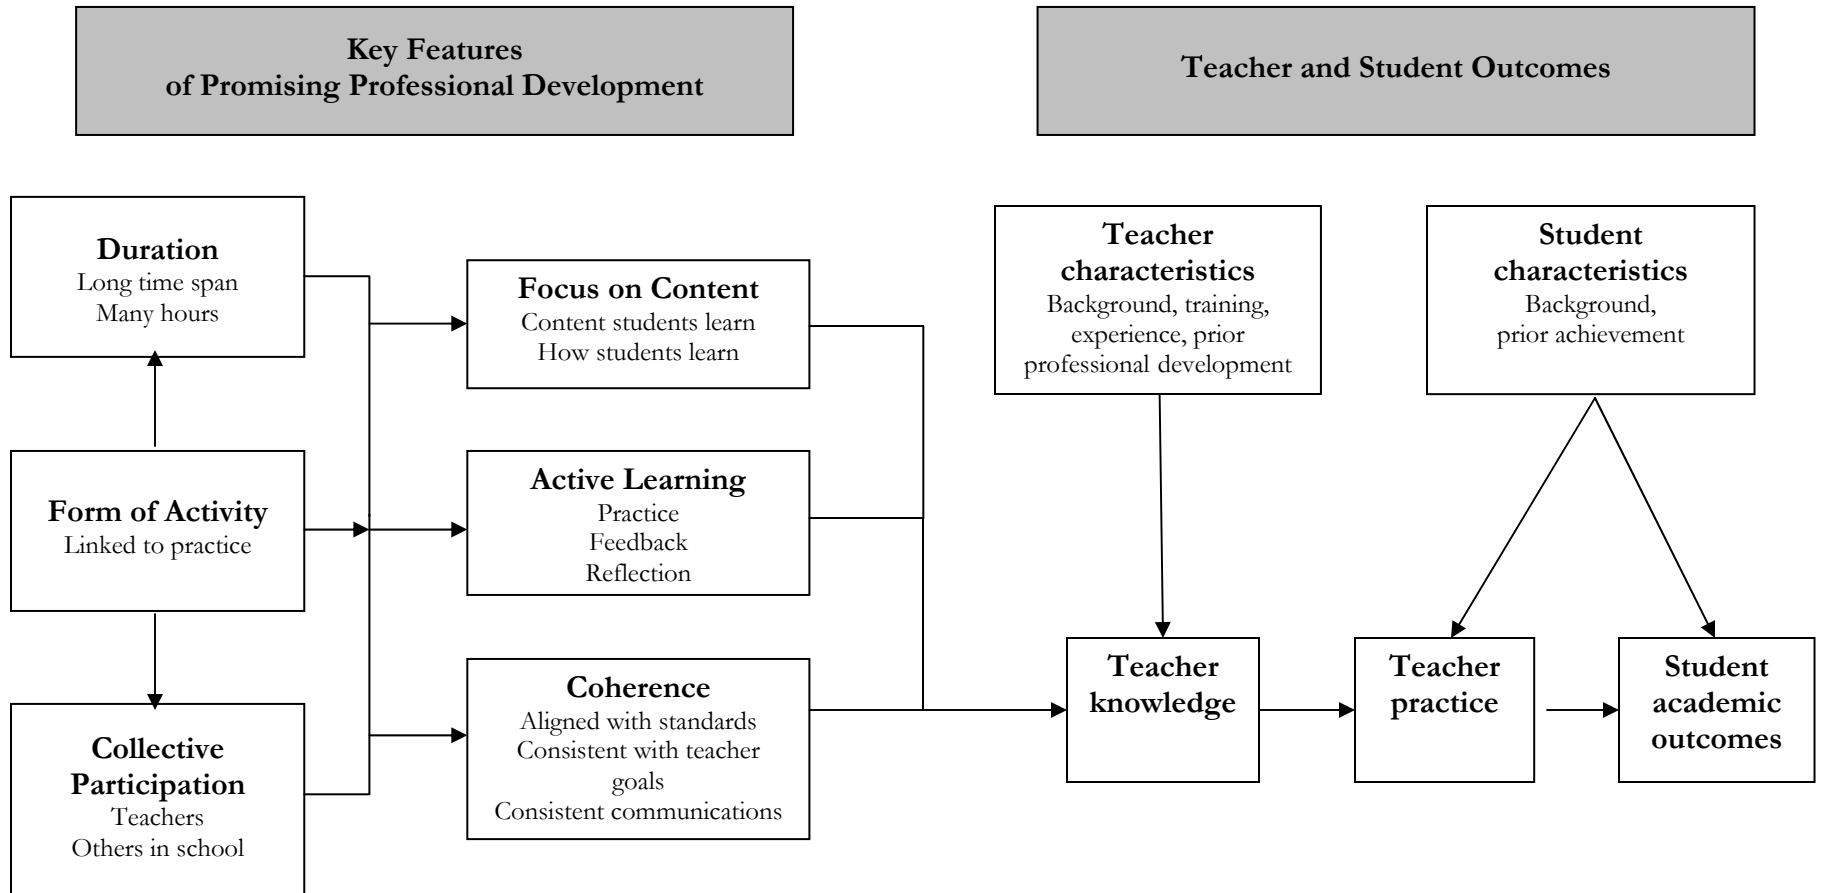 Key Features
of Promising Professional Development
Teacher and Student Outcomes
Duration
Long time span
Many hours
Form of Activity
Linked to practice
Collective
Participation
Teachers
Others in school
Focus on Content
Content students learn
How students learn
Active Learning
Practice
Feedback
Reflection
Coherence
Aligned with standards
Consistent with teacher
goals
Consistent communications
Teacher
characteristics
Background, training,
experience, prior
professional development
Student
characteristics
Background,
prior achievement
Teacher
knowledge
Teacher
practice
Student
academic
outcomes